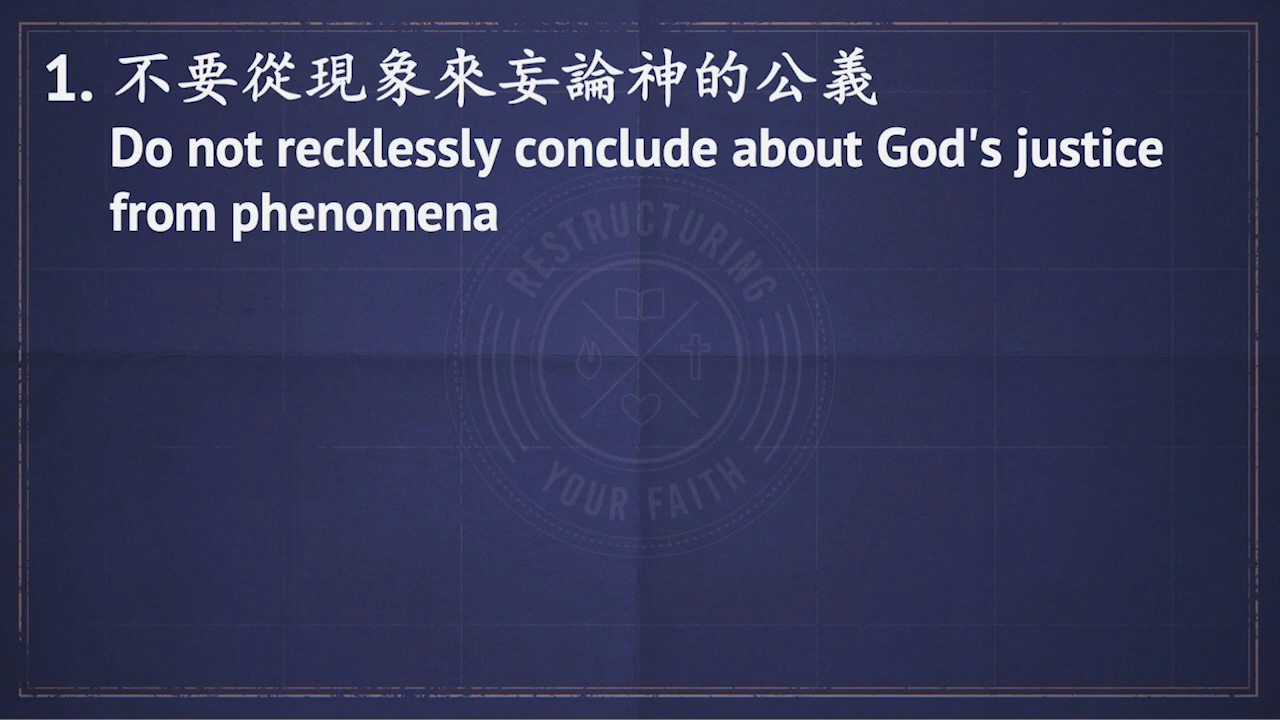 1. 不要從現象來妄論神的公義
Do not recklessly conclude about God's justice
from phenomena
RESTRUCTURING
YOUR FAITH